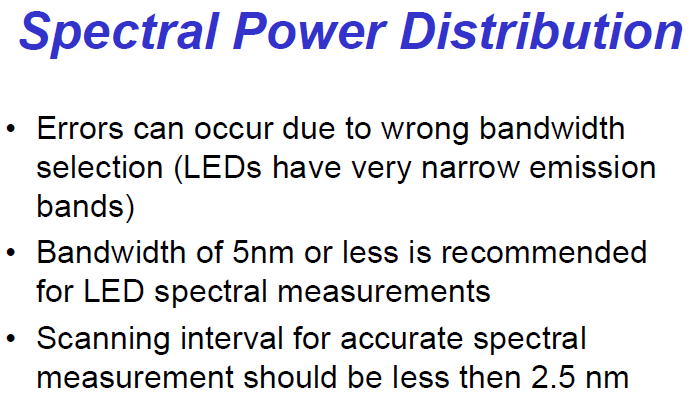 Spectral Power Distribution
• Errors can occur due to wrong bandwidth
selection (LEDs have very narrow emission
bands)
• Bandwidth of 5nm or less is recommended
for LED spectral measurements
• Scanning interval for accurate spectral
measurement should be less then 2.5 nm